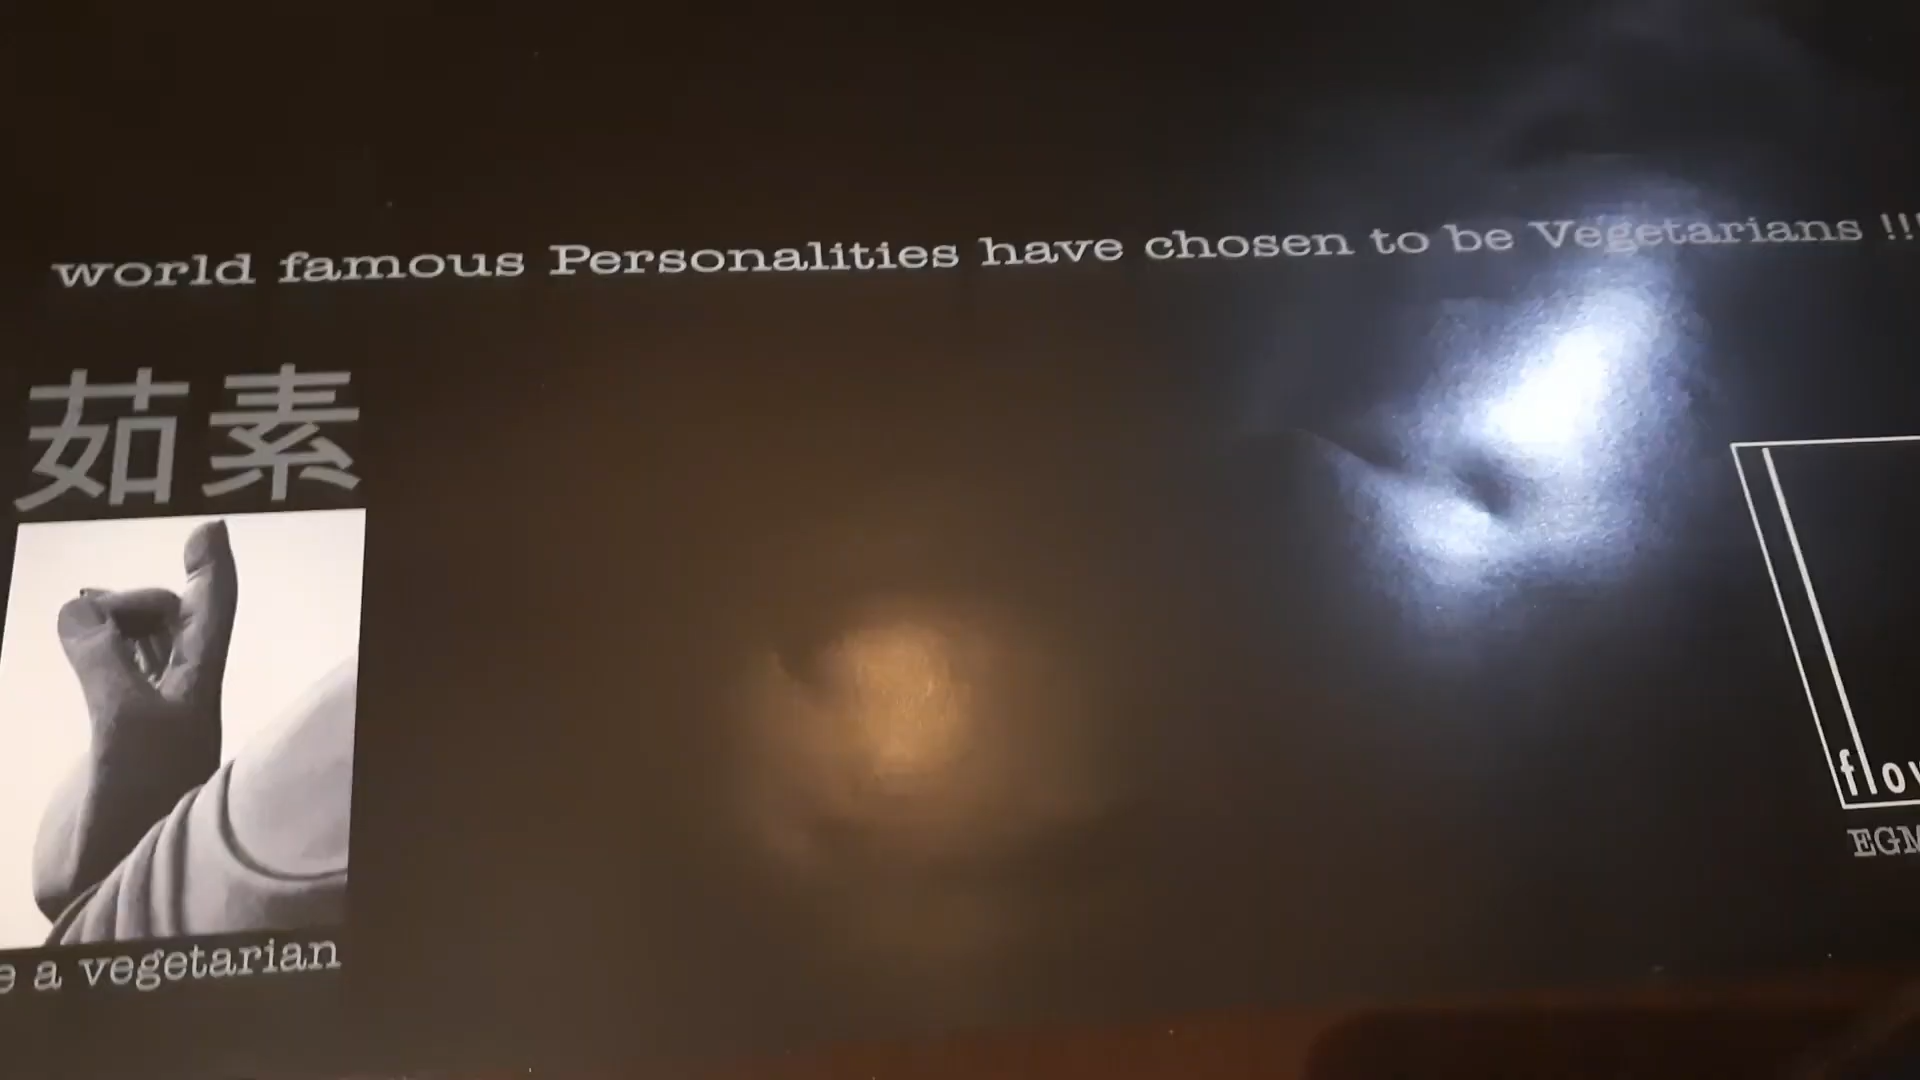 world famous Personalities have chosen to be Vegetarians !!!
茹素
a vegetarian